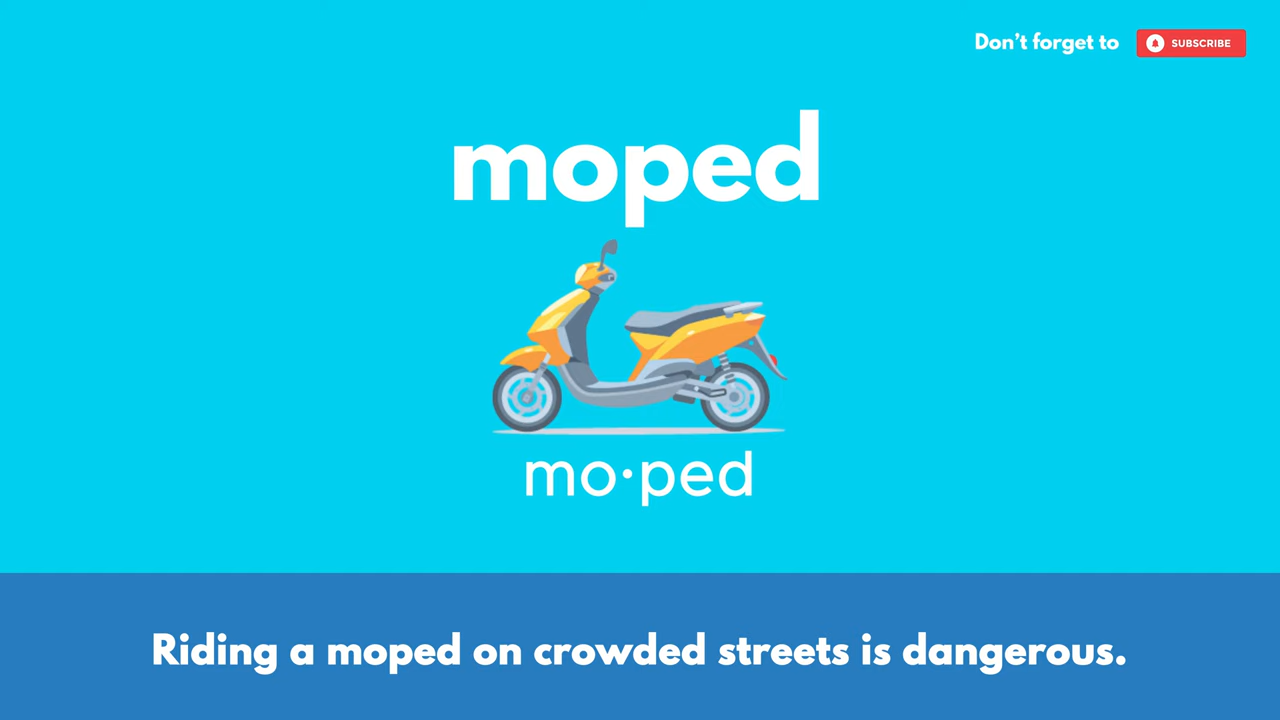 Don't forget to SUBSCRIBE
moped
mo·ped
Riding a moped on crowded streets is dangerous.